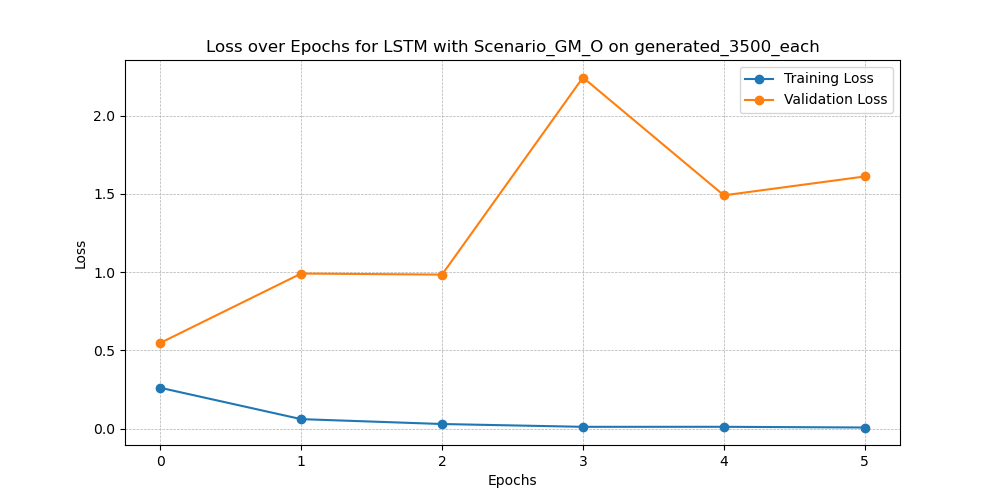 Loss over Epochs for LSTM with Scenario_GM_O on generated_3500_each
Training Loss
Validation Loss
2.0
1.5
1.0
0.5
0.0
Loss
0 1 2 3 4 5
Epochs